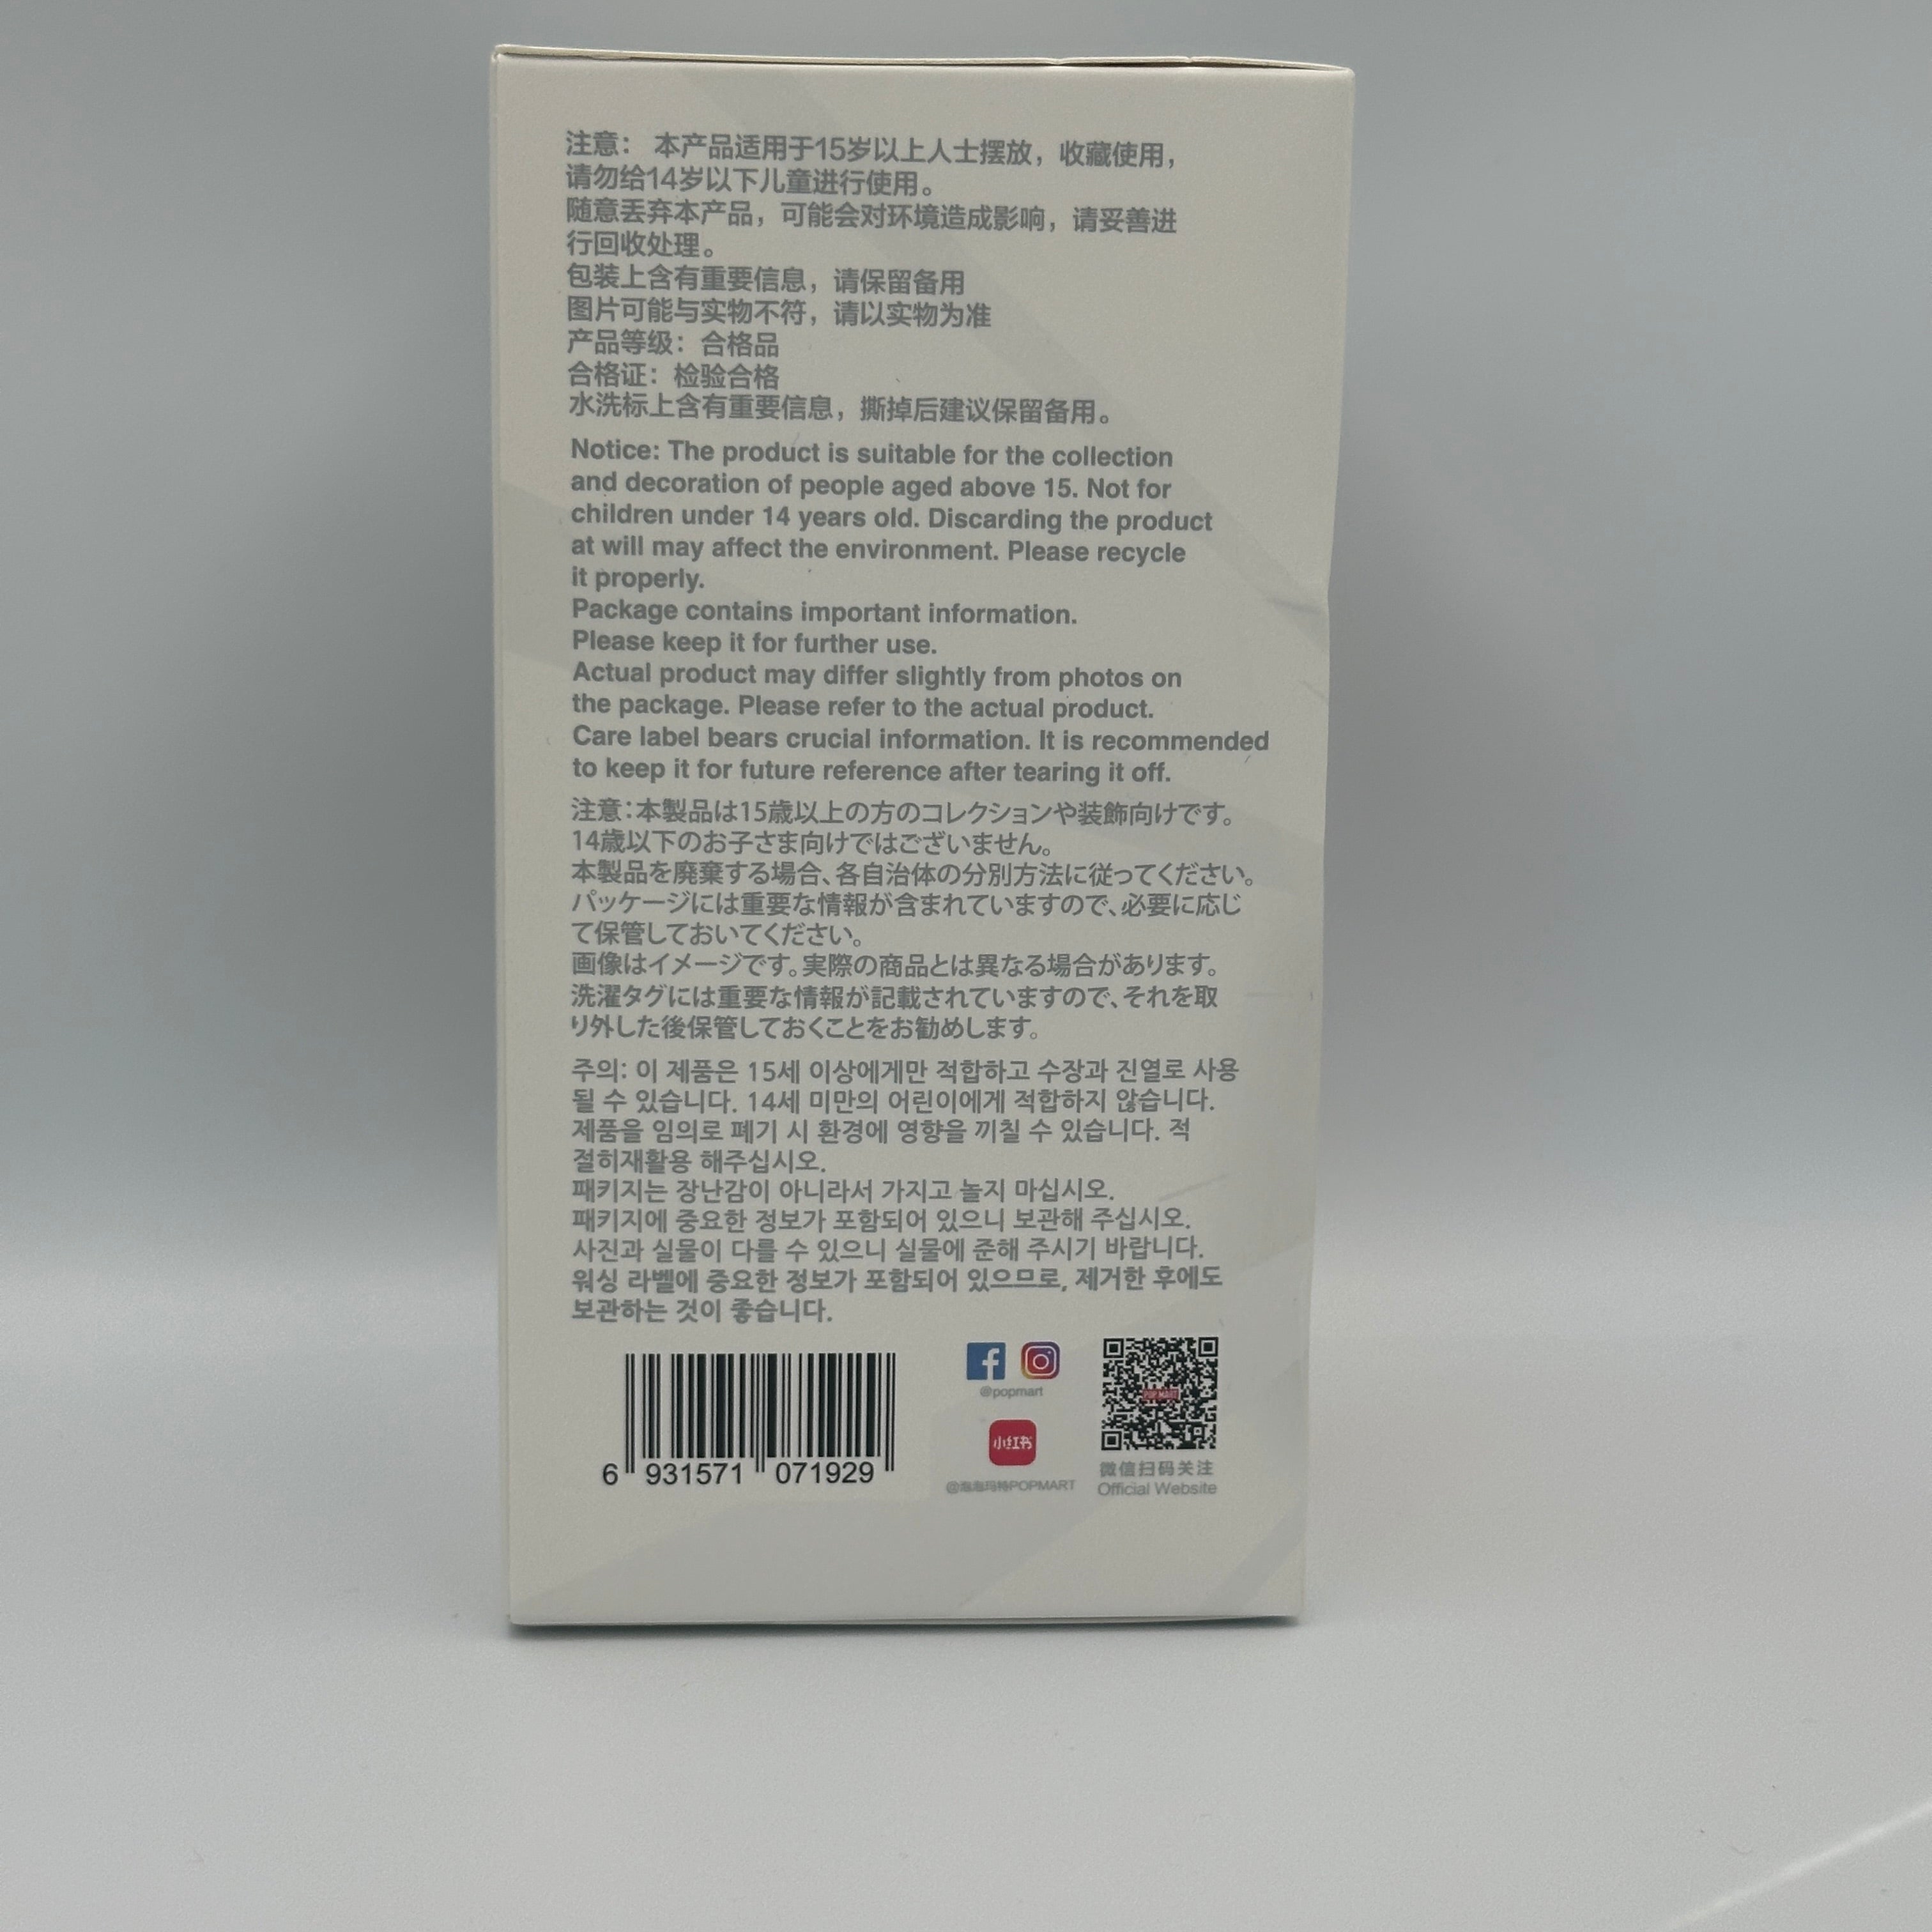 注意： 本产品适用于15岁以上人士摆放，收藏使用，
请勿给14岁以下儿童进行使用。
随意丢弃本产品，可能会对环境造成影响，请妥善进
行回收处理。
包装上含有重要信息，请保留备用
图片可能与实物不符，请以实物为准
产品等级：合格品
合格证：检验合格
水洗标上含有重要信息，撕掉后建议保留备用。
Notice: The product is suitable for the collection
and decoration of people aged above 15. Not for
children under 14 years old. Discarding the product
at will may affect the environment. Please recycle
it properly.
Package contains important information.
Please keep it for further use.
Actual product may differ slightly from photos on
the package. Please refer to the actual product.
Care label bears crucial information. It is recommended
to keep it for future reference after tearing it off.
注意：本製品は15歳以上の方のコレクションや装飾向けです。
14歳以下のお子さま向けではございません。
本製品を廃棄する場合、各自治体の分別方法に従ってください。
パッケージには重要な情報が含まれていますので、必要に応じ
て保管しておいてください。
画像はイメージです。実際の商品とは異なる場合があります。
洗濯タグには重要な情報が記載されていますので、それを取
り外した後保管しておくことをお勧めします。
주의: 이 제품은 15세 이상에게만 적합하고 수장과 진열로 사용
될 수 있습니다. 14세 미만의 어린이에게 적합하지 않습니다.
제품을 임의로 폐기 시 환경에 영향을 끼칠 수 있습니다. 적
절히재활용 해주십시오.
패키지는 장난감이 아니라서 가지고 놀지 마십시오.
패키지에 중요한 정보가 포함되어 있으니 보관해 주십시오.
사진과 실물이 다를 수 있으니 실물에 준해 주시기 바랍니다.
워싱 라벨에 중요한 정보가 포함되어 있으므로, 제거한 후에도
보관하는 것이 좋습니다.
6 931571 071929
@popmart
小红书
@泡泡玛特POPMART
POP MART
微信扫码关注
Official Website